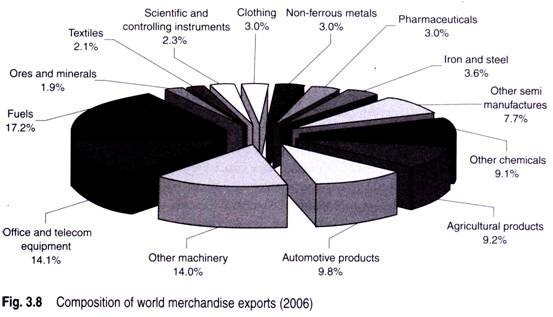 Scientific and
controlling instruments
2.3%
Clothing
3.0%
Non-ferrous metals
3.0%
Pharmaceuticals
3.0%
Textiles
2.1%
Iron and steel
3.6%
Ores and minerals
1.9%
Other semi
manufactures
7.7%
Fuels
17.2%
Other chemicals
9.1%
Agricultural products
9.2%
Office and telecom
equipment
14.1%
Other machinery
14.0%
Automotive products
9.8%
Fig. 3.8 Composition of world merchandise exports (2006)